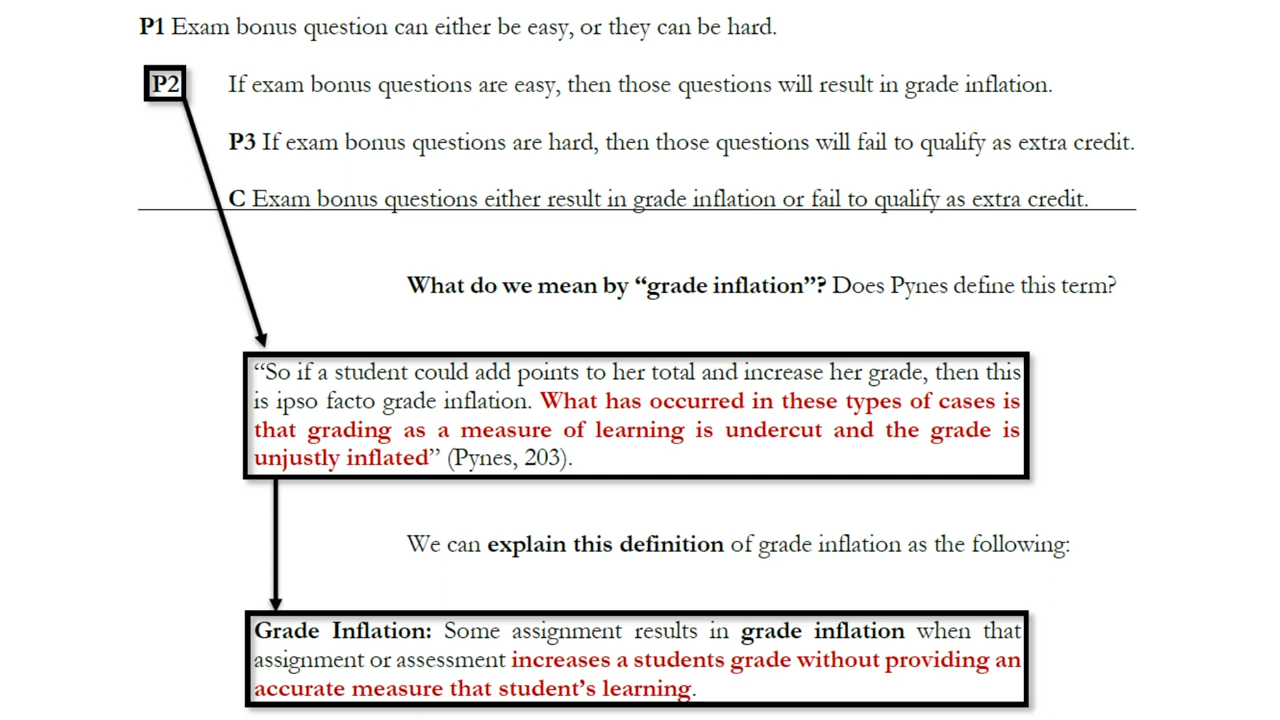 P1 Exam bonus question can either be easy, or they can be hard.
P2 If exam bonus questions are easy, then those questions will result in grade inflation.
P3 If exam bonus questions are hard, then those questions will fail to qualify as extra credit.
C Exam bonus questions either result in grade inflation or fail to qualify as extra credit.
What do we mean by “grade inflation”? Does Pynes define this term?
“So if a student could add points to her total and increase her grade, then this
is ipso facto grade inflation. What has occurred in these types of cases is
that grading as a measure of learning is undercut and the grade is
unjustly inflated” (Pynes, 203).
We can explain this definition of grade inflation as the following:
Grade Inflation: Some assignment results in grade inflation when that
assignment or assessment increases a students grade without providing an
accurate measure that student’s learning.